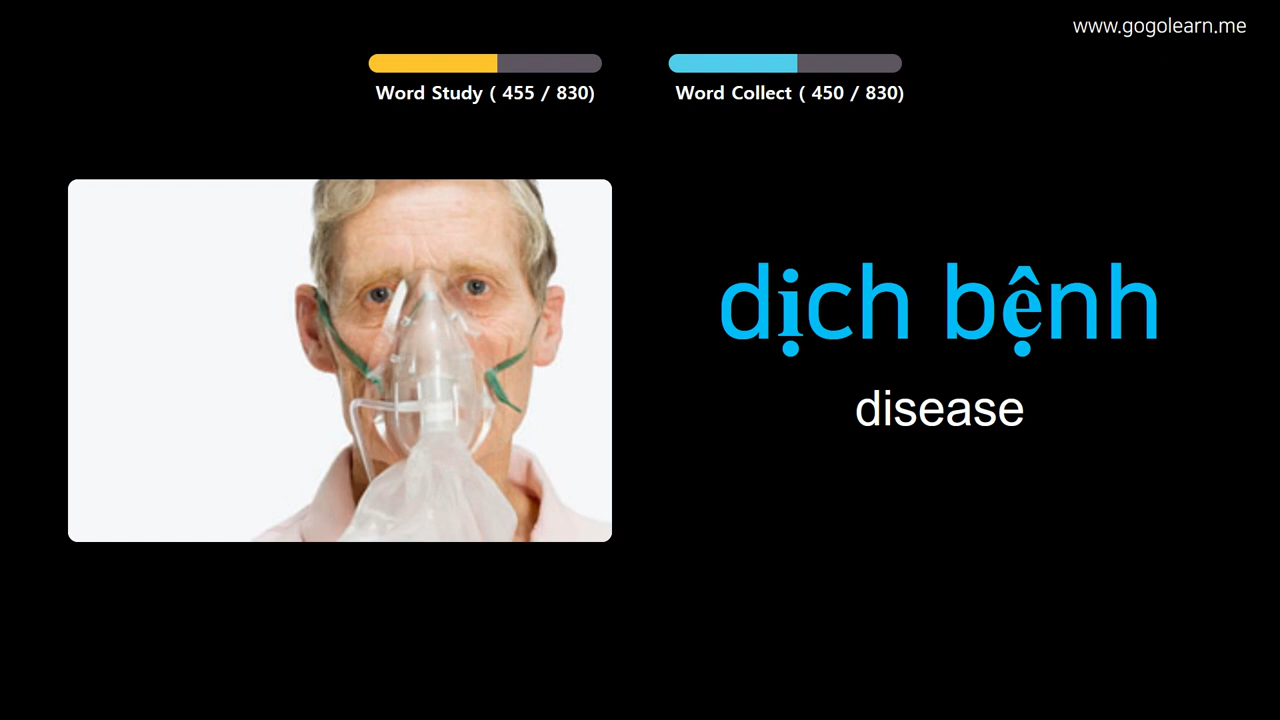 www.gogolearn.me
Word Study ( 455 / 830)
Word Collect ( 450 / 830)
dịch bệnh
disease